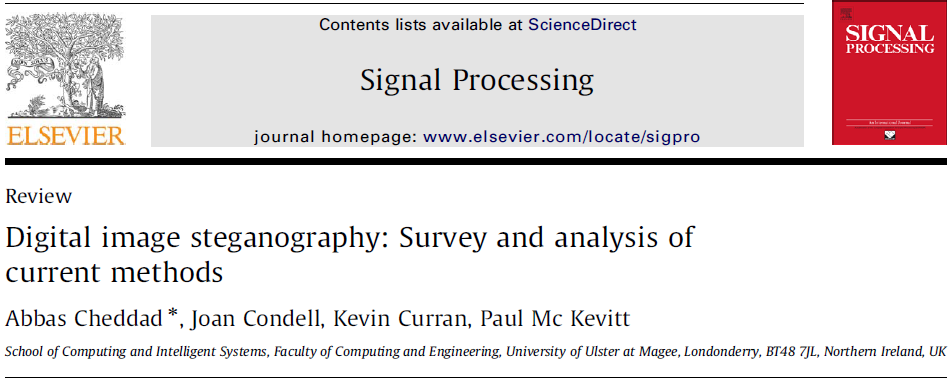 Contents lists available at ScienceDirect
Signal Processing
journal homepage: www.elsevier.com/locate/sigpro
ELSEVIER
SIGNAL
PROCESSING
Review
Digital image steganography: Survey and analysis of
current methods
Abbas Cheddad*, Joan Condell, Kevin Curran, Paul Mc Kevitt
School of Computing and Intelligent Systems, Faculty of Computing and Engineering, University of Ulster at Magee, Londonderry, BT48 7JL, Northern Ireland, UK